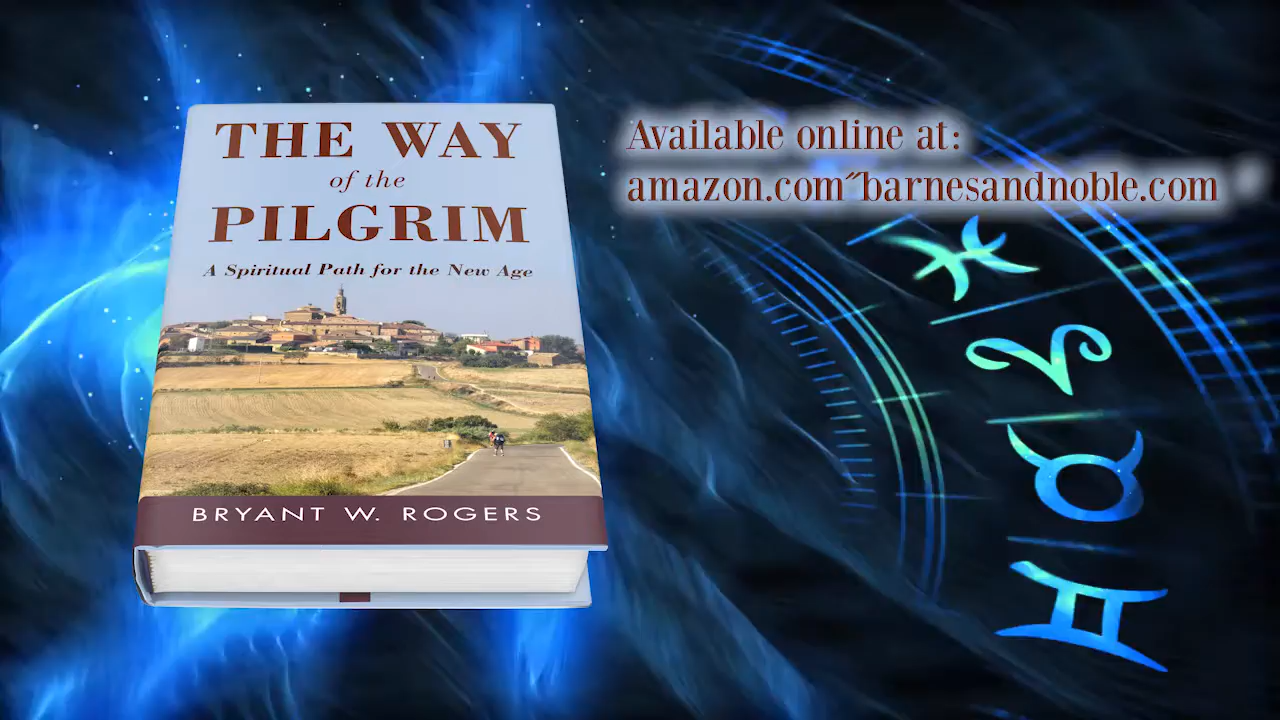 THE WAY
of the
PILGRIM
A Spiritual Path for the New Age
BRYANT W. ROGERS
Available online at:
amazon.com˝barnesandnoble.com